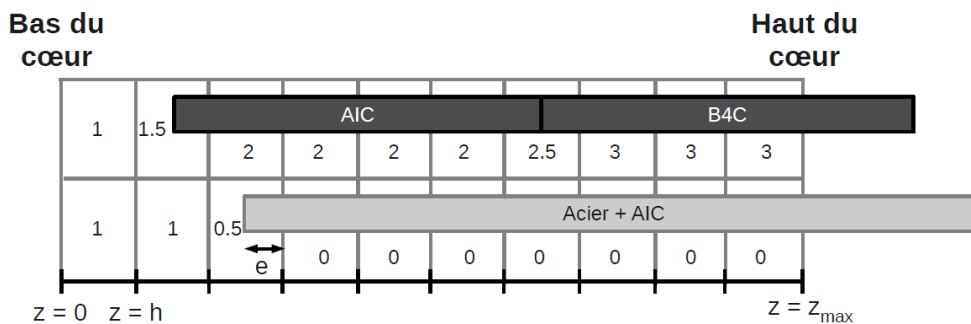 Bas du
cœur
Haut du
cœur
AIC B4C
1 1.5
2 2 2 2 2.5 3 3 3
Acier + AIC
1 1 0.5
e 0 0 0 0 0 0 0
z = 0 z = h z = zmax